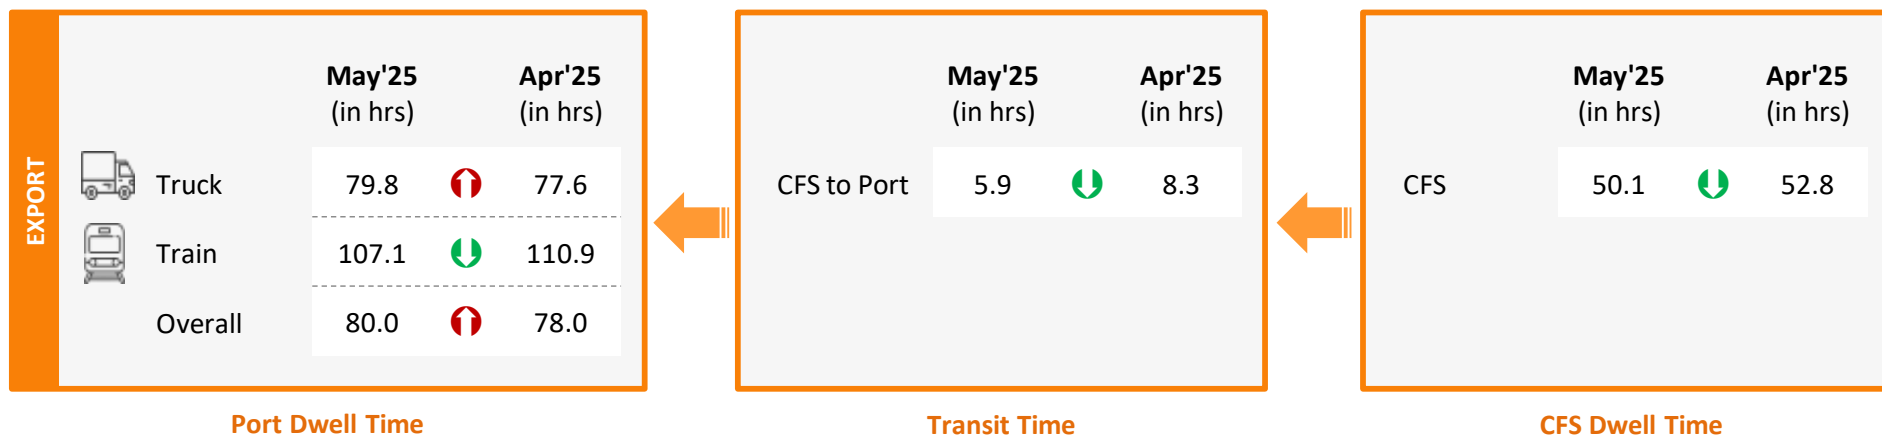 EXPORT
May'25 Apr'25
(in hrs) (in hrs)
Truck 79.8 77.6
Train 107.1 110.9
Overall 80.0 78.0
Port Dwell Time
May'25 Apr'25
(in hrs) (in hrs)
CFS to Port 5.9 8.3
Transit Time
May'25 Apr'25
(in hrs) (in hrs)
CFS 50.1 52.8
CFS Dwell Time